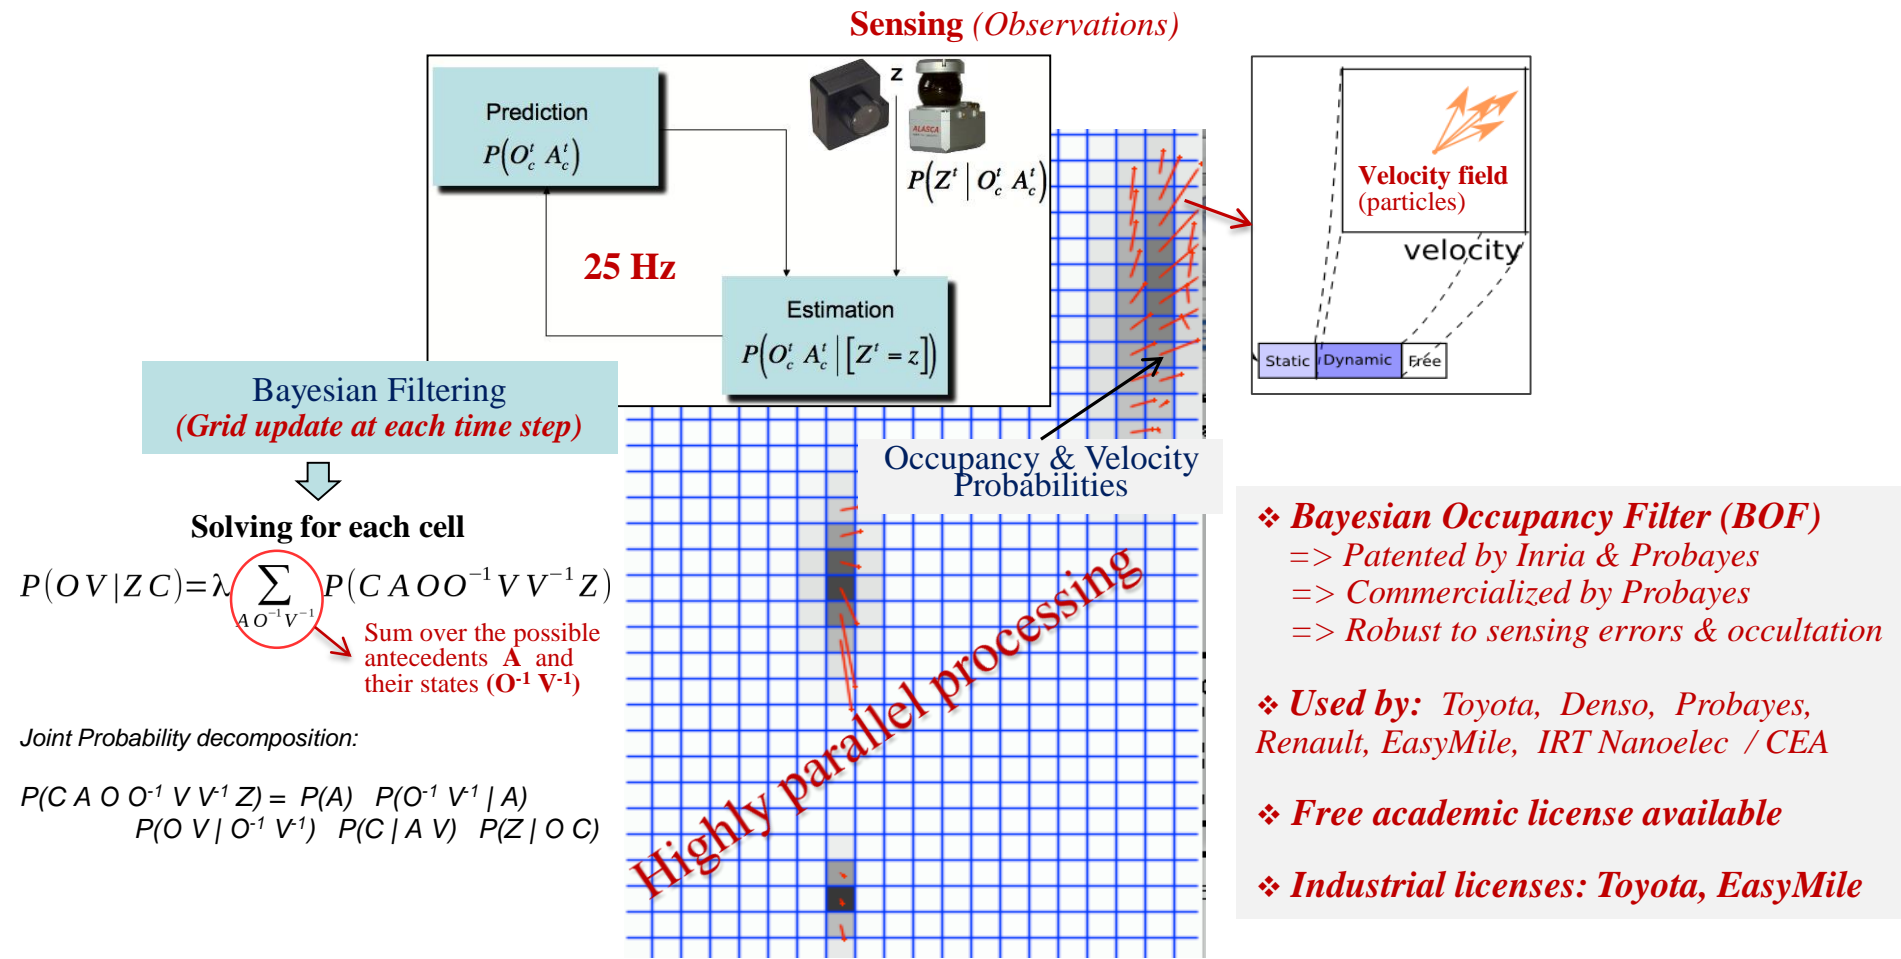 Sensing (Observations)
Prediction
P(O_c^t A_c^t)
z
ALASCA
P(Z^t | O_c^t A_c^t)
25 Hz
Estimation
P(O_c^t A_c^t | [Z^t = z])
Velocity field
(particles)
velocity
Static Dynamic Free
Bayesian Filtering
(Grid update at each time step)
Occupancy & Velocity
Probabilities
Solving for each cell
P(O V | Z C) = λ ∑ P(C A O O⁻¹ V V⁻¹ Z)
A O⁻¹ V⁻¹
Sum over the possible
antecedents A and
their states (O⁻¹ V⁻¹)
Joint Probability decomposition:
P(C A O O⁻¹ V V⁻¹ Z) = P(A) P(O⁻¹ V⁻¹ | A)
P(O V | O⁻¹ V⁻¹) P(C | A V) P(Z | O C)
Highly parallel processing
❖ Bayesian Occupancy Filter (BOF)
=> Patented by Inria & Probayes
=> Commercialized by Probayes
=> Robust to sensing errors & occultation
❖ Used by: Toyota, Denso, Probayes,
Renault, EasyMile, IRT Nanoelec / CEA
❖ Free academic license available
❖ Industrial licenses: Toyota, EasyMile